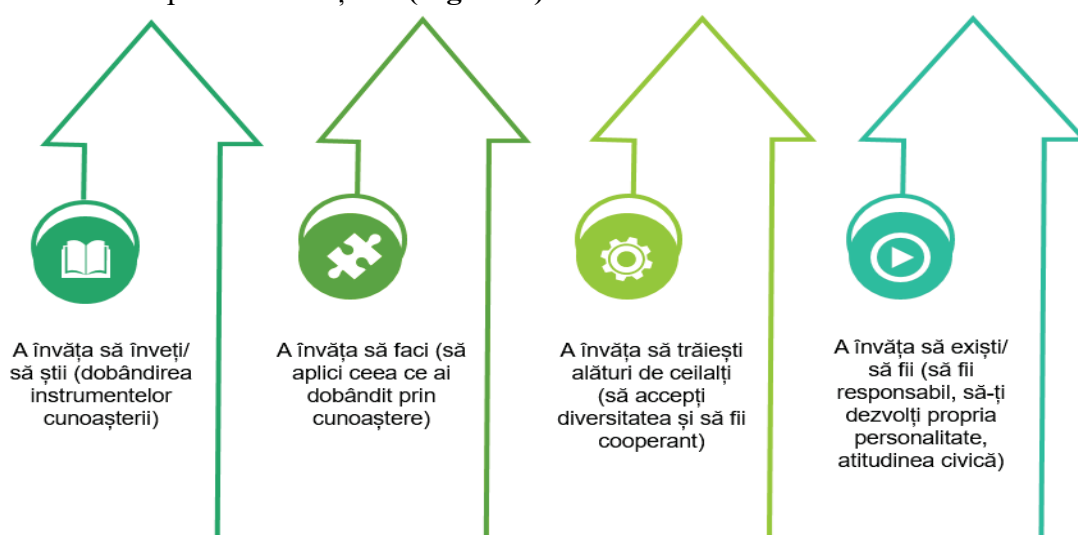 A învăța să înveți/
să știi (dobândirea
instrumentelor
cunoașterii)
A învăța să faci (să
aplici ceea ce ai
dobândit prin
cunoaștere)
A învăța să trăiești
alături de ceilalți
(să accepți
diversitatea și să fii
cooperant)
A învăța să exiști/
să fii (să fii
responsabil, să-ți
dezvolți propria
personalitate,
atitudinea civică)